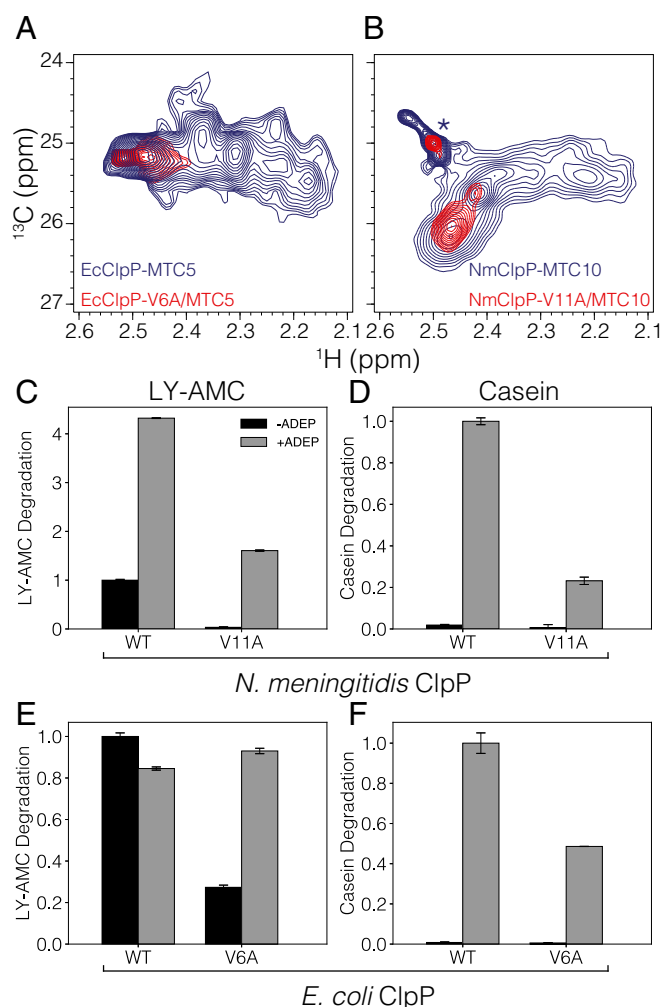 A
B
24
25
26
27
¹³C (ppm)
*
EcClpP-MTC5
EcClpP-V6A/MTC5
NmClpP-MTC10
NmClpP-V11A/MTC10
2.6 2.5 2.4 2.3 2.2 2.1
2.6 2.5 2.4 2.3 2.2 2.1
¹H (ppm)
C LY-AMC
D Casein
LY-AMC Degradation
4
3
2
1
0
-ADEP
+ADEP
WT V11A
Casein Degradation
1.0
0.8
0.6
0.4
0.2
0.0
WT V11A
N. meningitidis ClpP
E
F
LY-AMC Degradation
1.0
0.8
0.6
0.4
0.2
0.0
WT V6A
Casein Degradation
1.0
0.8
0.6
0.4
0.2
0.0
WT V6A
E. coli ClpP